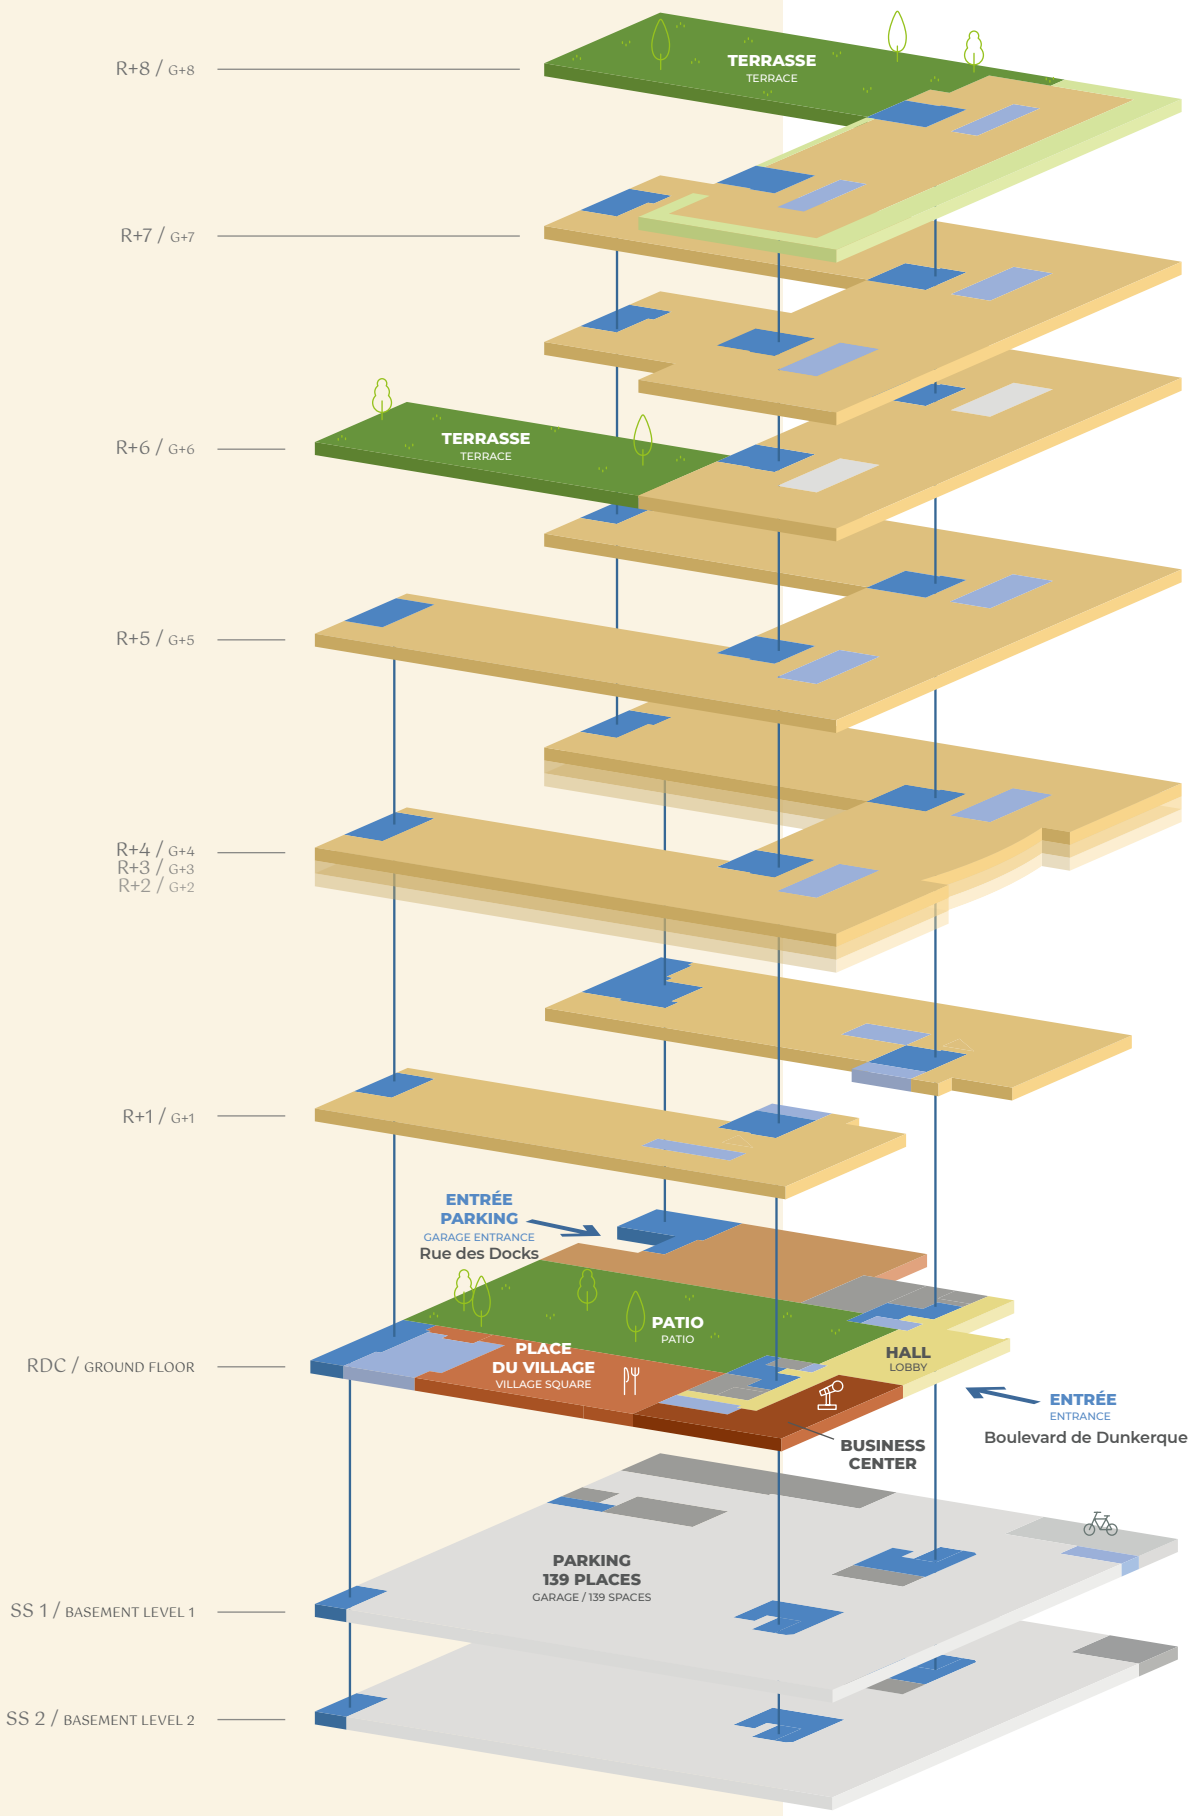 R+8 / G+8
TERRASSE
TERRACE
R+7 / G+7
R+6 / G+6
TERRASSE
TERRACE
R+5 / G+5
R+4 / G+4
R+3 / G+3
R+2 / G+2
R+1 / G+1
ENTRÉE
PARKING
GARAGE ENTRANCE
Rue des Docks
PATIO
PATIO
PLACE
DU VILLAGE
VILLAGE SQUARE
HALL
LOBBY
RDC / GROUND FLOOR
ENTRÉE
ENTRANCE
Boulevard de Dunkerque
BUSINESS
CENTER
PARKING
139 PLACES
GARAGE / 139 SPACES
SS 1 / BASEMENT LEVEL 1
SS 2 / BASEMENT LEVEL 2